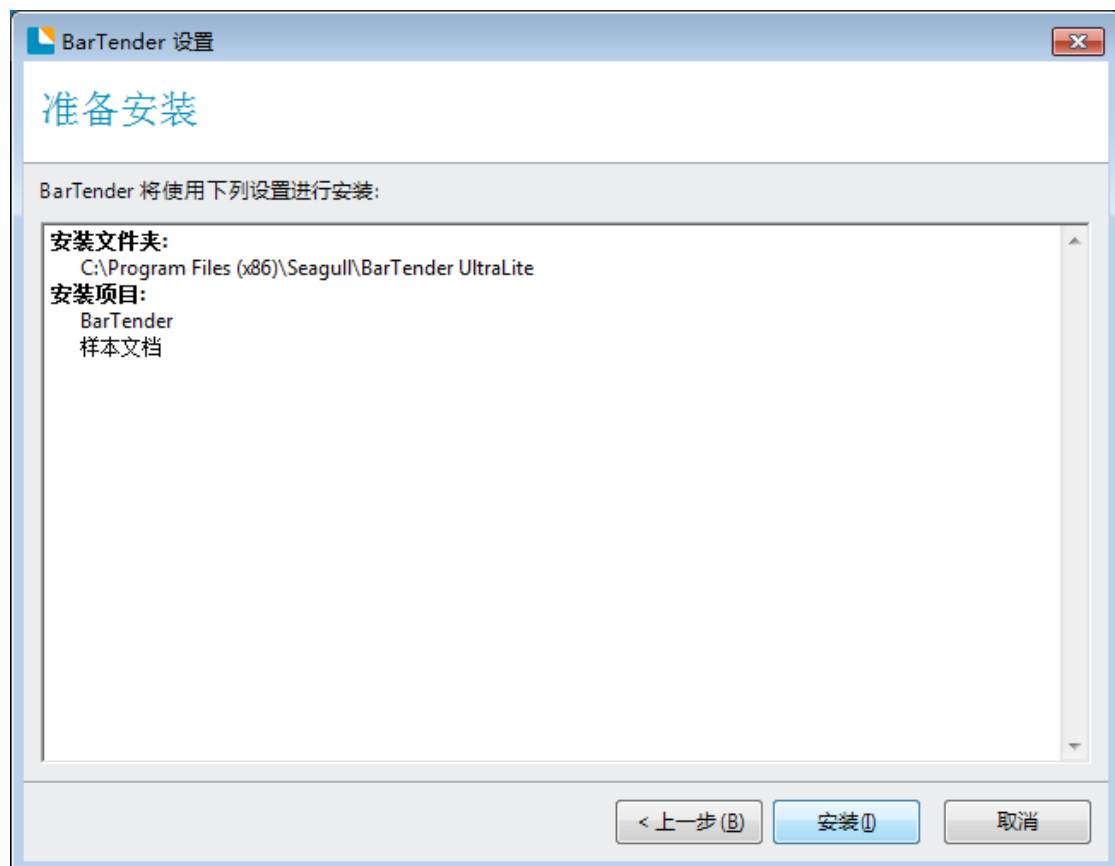 BarTender 设置
准备安装
BarTender 将使用下列设置进行安装:
安装文件夹:
C:\Program Files (x86)\Seagull\BarTender UltraLite
安装项目:
BarTender
样本文档
< 上一步(B)
安装(I)
取消